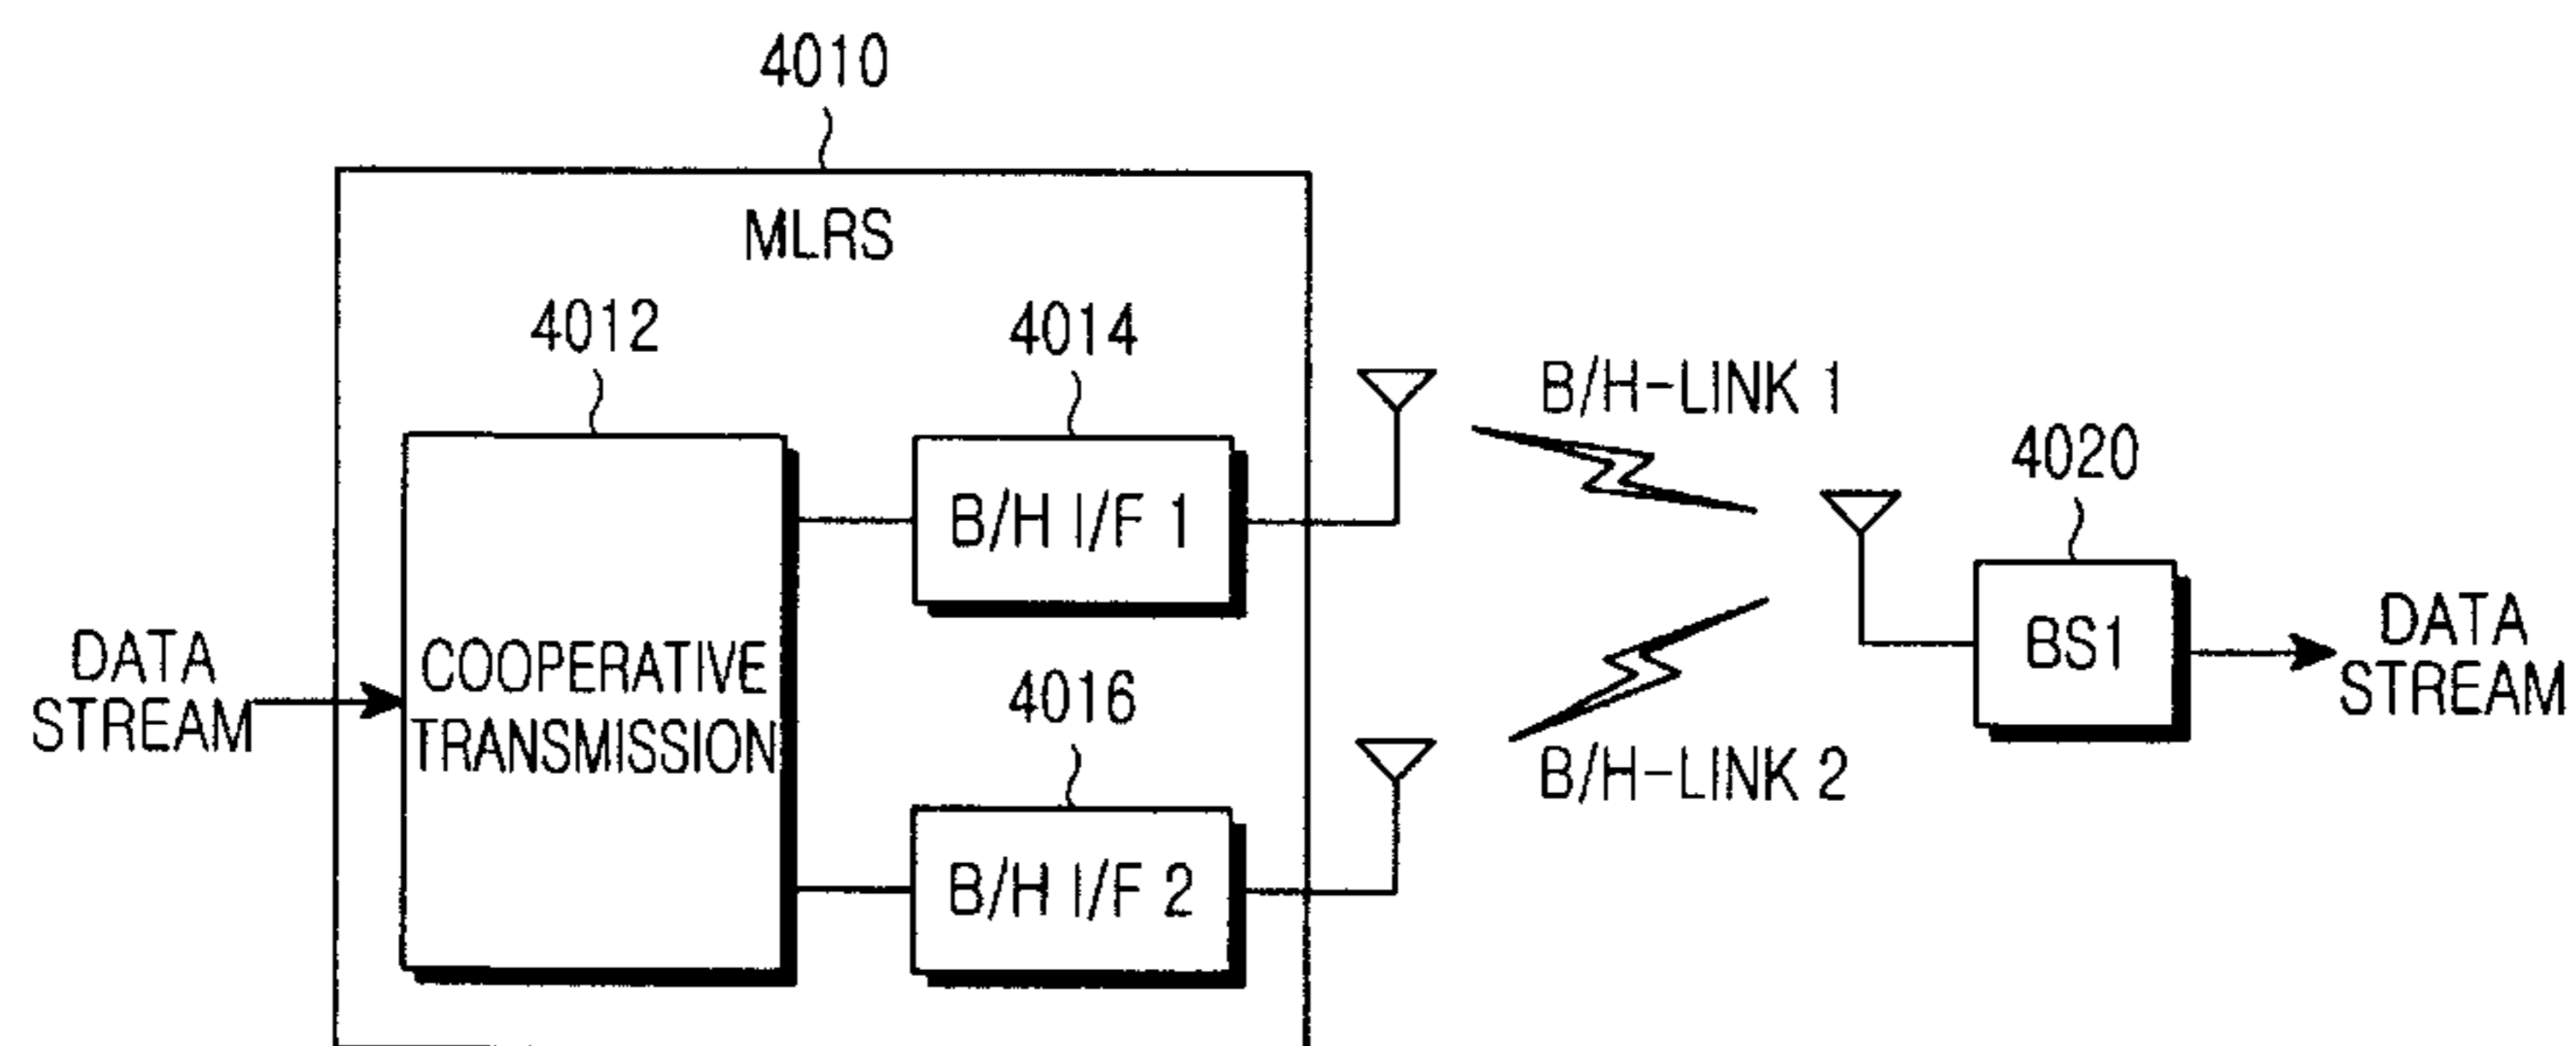 4010
MLRS
4012
4014
4016
COOPERATIVE
TRANSMISSION
B/H I/F 1
B/H I/F 2
DATA
STREAM
B/H-LINK 1
B/H-LINK 2
4020
BS1
DATA
STREAM